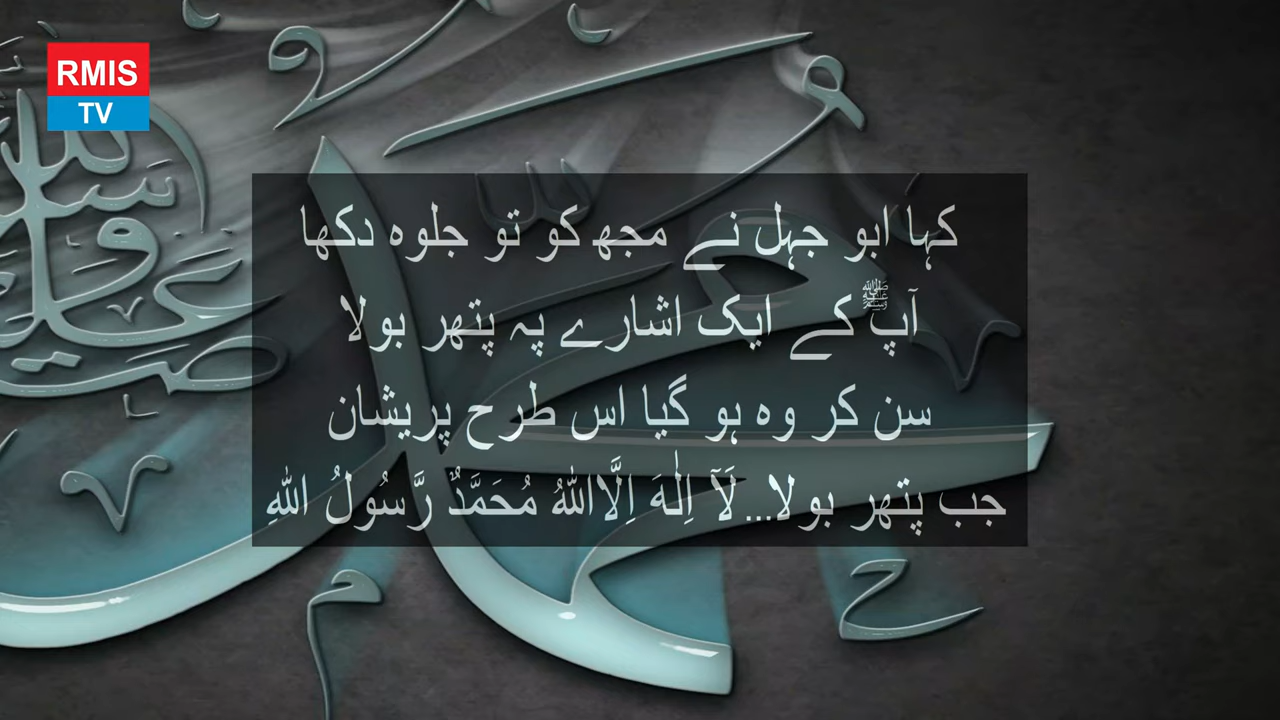 RMIS
TV
کہا ابو جہل نے مجھ کو تو جلوہ دکھا
آپ ﷺ کے ایک اشارے پہ پتھر بولا
سن کر وہ ہو گیا اس طرح پریشان
جب پتھر بولا... لَآ اِلٰهَ اِلَّااللهُ مُحَمَّدٌ رَّسُولُ اللهِ